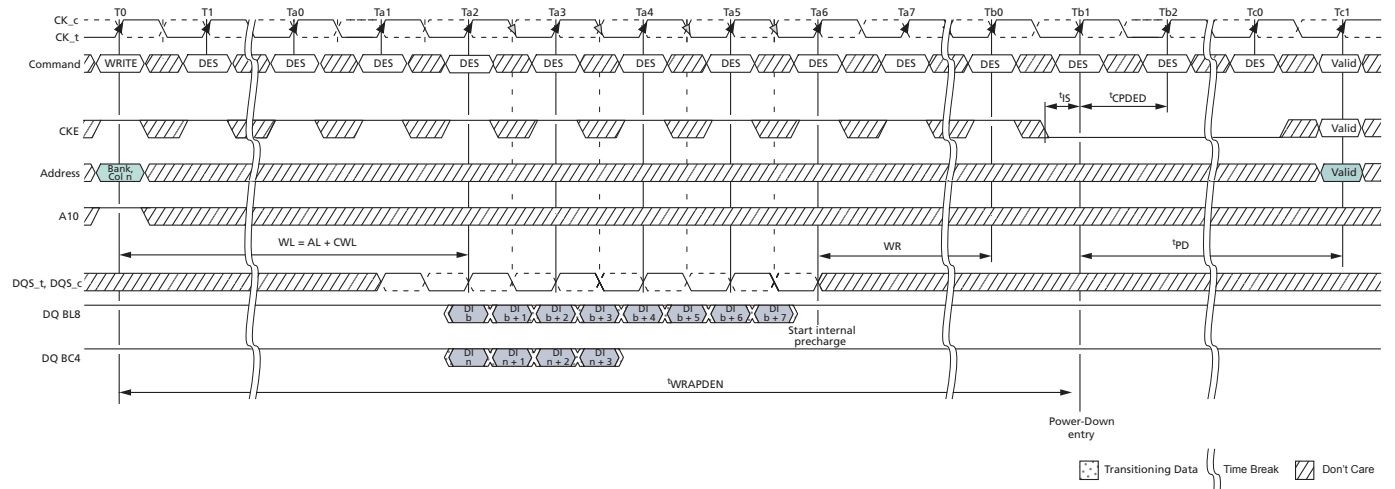 T0 T1 Ta0 Ta1 Ta2 Ta3 Ta4 Ta5 Ta6 Ta7 Tb0 Tb1 Tb2 Tc0 Tc1
CK_c
CK_t
Command WRITE DES DES DES DES DES DES DES DES DES DES DES DES DES Valid
tIS tCPDED
CKE Valid
Address Bank, Col n Valid
A10
WL = AL + CWL WR tPD
DQS_t, DQS_c
DQ BL8 DI b DI b + 1 DI b + 2 DI b + 3 DI b + 4 DI b + 5 DI b + 6 DI b + 7
Start internal
precharge
DQ BC4 DI n DI n + 1 DI n + 2 DI n + 3
tWRAPDEN
Power-Down
entry
Transitioning Data Time Break Don't Care